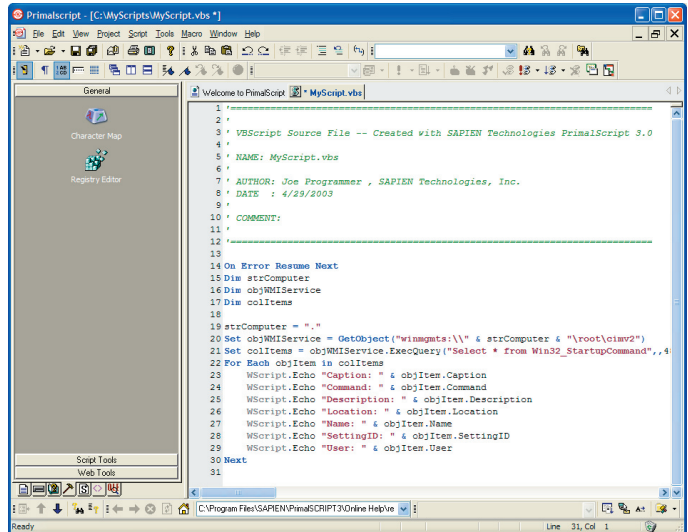 Primalscript - [C:\MyScripts\MyScript.vbs *]
File Edit View Project Script Tools Macro Window Help
General
Character Map
Registry Editor
Script Tools
Web Tools
Welcome to PrimalScript * MyScript.vbs
1 '==========================================================================
2 '
3 ' VBScript Source File -- Created with SAPIEN Technologies PrimalScript 3.0
4 '
5 ' NAME: MyScript.vbs
6 '
7 ' AUTHOR: Joe Programmer , SAPIEN Technologies, Inc.
8 ' DATE  : 4/29/2003
9 '
10 ' COMMENT:
11 '
12 '==========================================================================
13
14 On Error Resume Next
15 Dim strComputer
16 Dim objWMIService
17 Dim colItems
18
19 strComputer = "."
20 Set objWMIService = GetObject("winmgmts:\\" & strComputer & "\root\cimv2")
21 Set colItems = objWMIService.ExecQuery("Select * from Win32_StartupCommand",,4
22 For Each objItem in colItems
23 WScript.Echo "Caption: " & objItem.Caption
24 WScript.Echo "Command: " & objItem.Command
25 WScript.Echo "Description: " & objItem.Description
26 WScript.Echo "Location: " & objItem.Location
27 WScript.Echo "Name: " & objItem.Name
28 WScript.Echo "SettingID: " & objItem.SettingID
29 WScript.Echo "User: " & objItem.User
30 Next
31
C:\Program Files\SAPIEN\PrimalSCRIPT3\Online Help\re
Ready
Line 31, Col 1